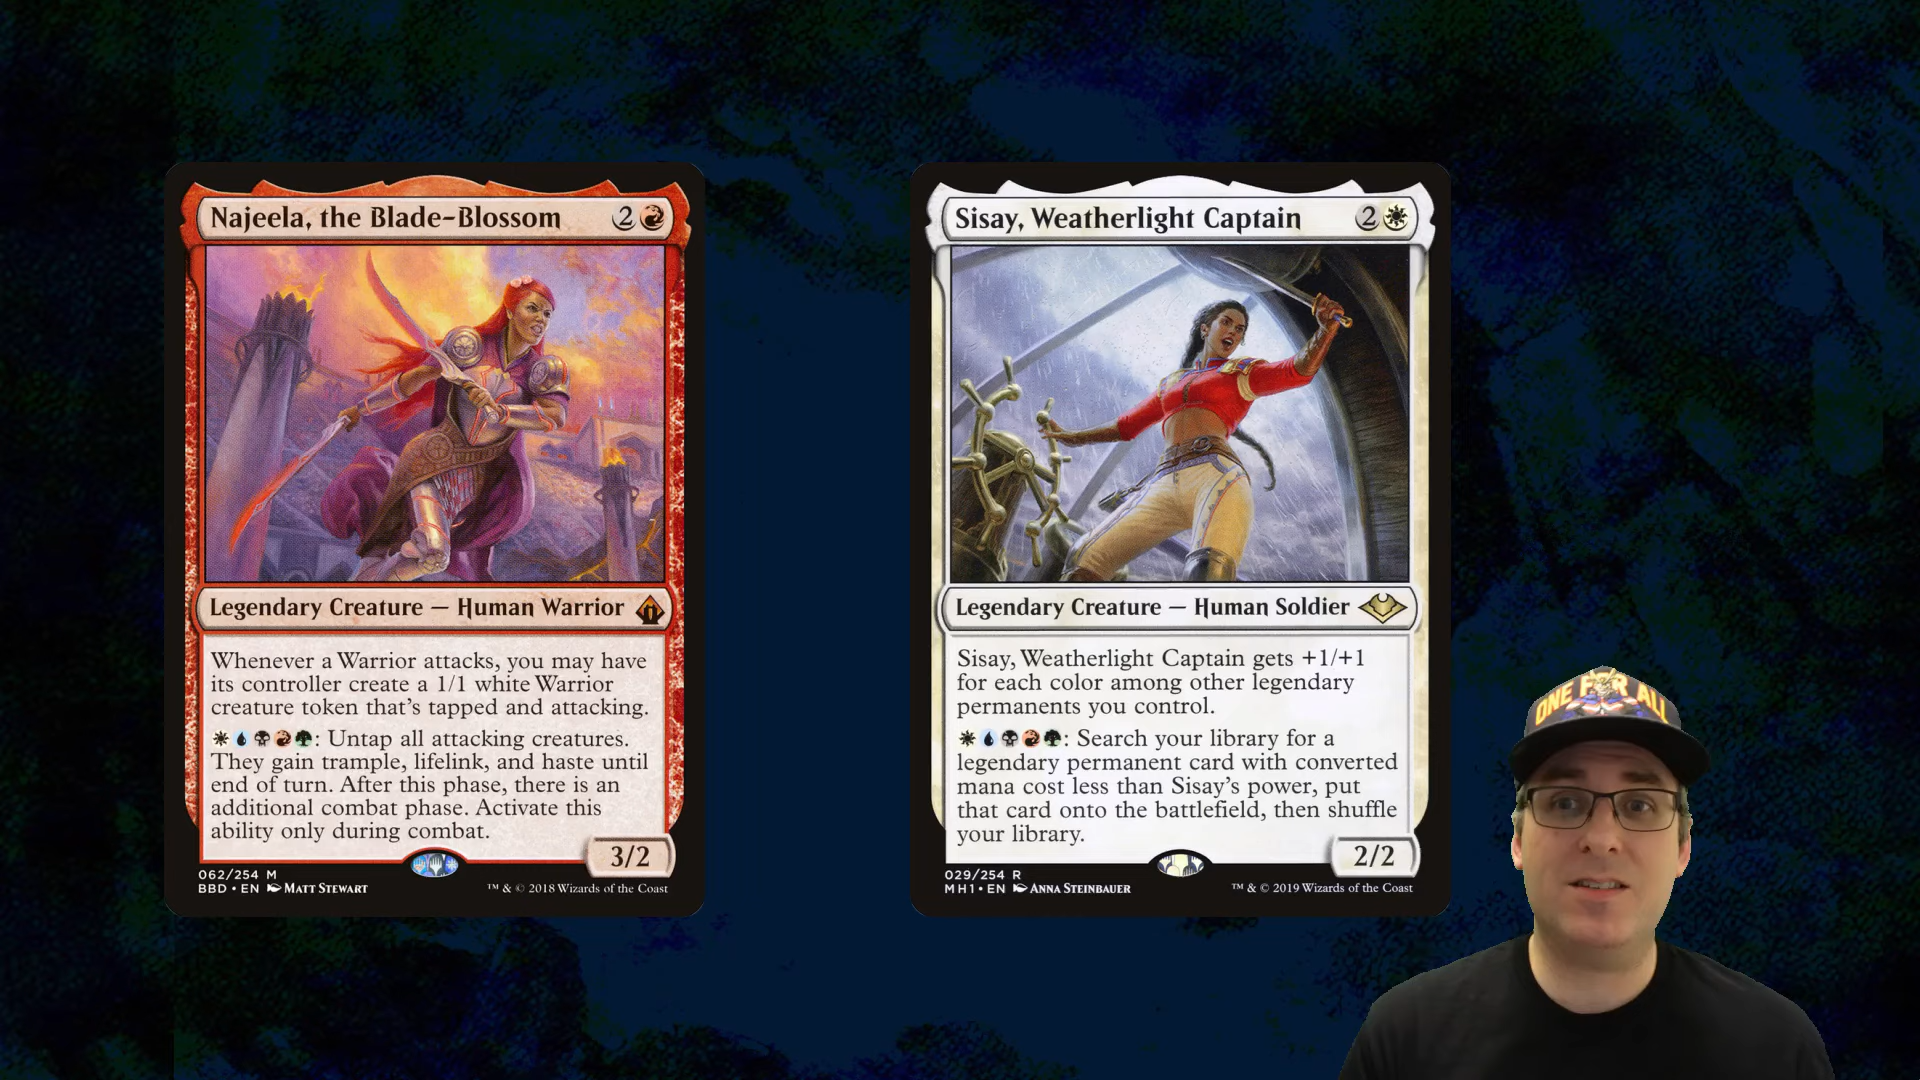 Najeela, the Blade-Blossom 2
Legendary Creature — Human Warrior
Whenever a Warrior attacks, you may have
its controller create a 1/1 white Warrior
creature token that's tapped and attacking.
: Untap all attacking creatures.
They gain trample, lifelink, and haste until
end of turn. After this phase, there is an
additional combat phase. Activate this
ability only during combat.
3/2
062/254 M
BBD • EN Matt Stewart
™ & © 2018 Wizards of the Coast
Sisay, Weatherlight Captain 2
Legendary Creature — Human Soldier
Sisay, Weatherlight Captain gets +1/+1
for each color among other legendary
permanents you control.
: Search your library for a
legendary permanent card with converted
mana cost less than Sisay's power, put
that card onto the battlefield, then shuffle
your library.
2/2
029/254 R
MH1 • EN Anna Steinbauer
™ & © 2019 Wizards of the Coast
ONE FOR ALL